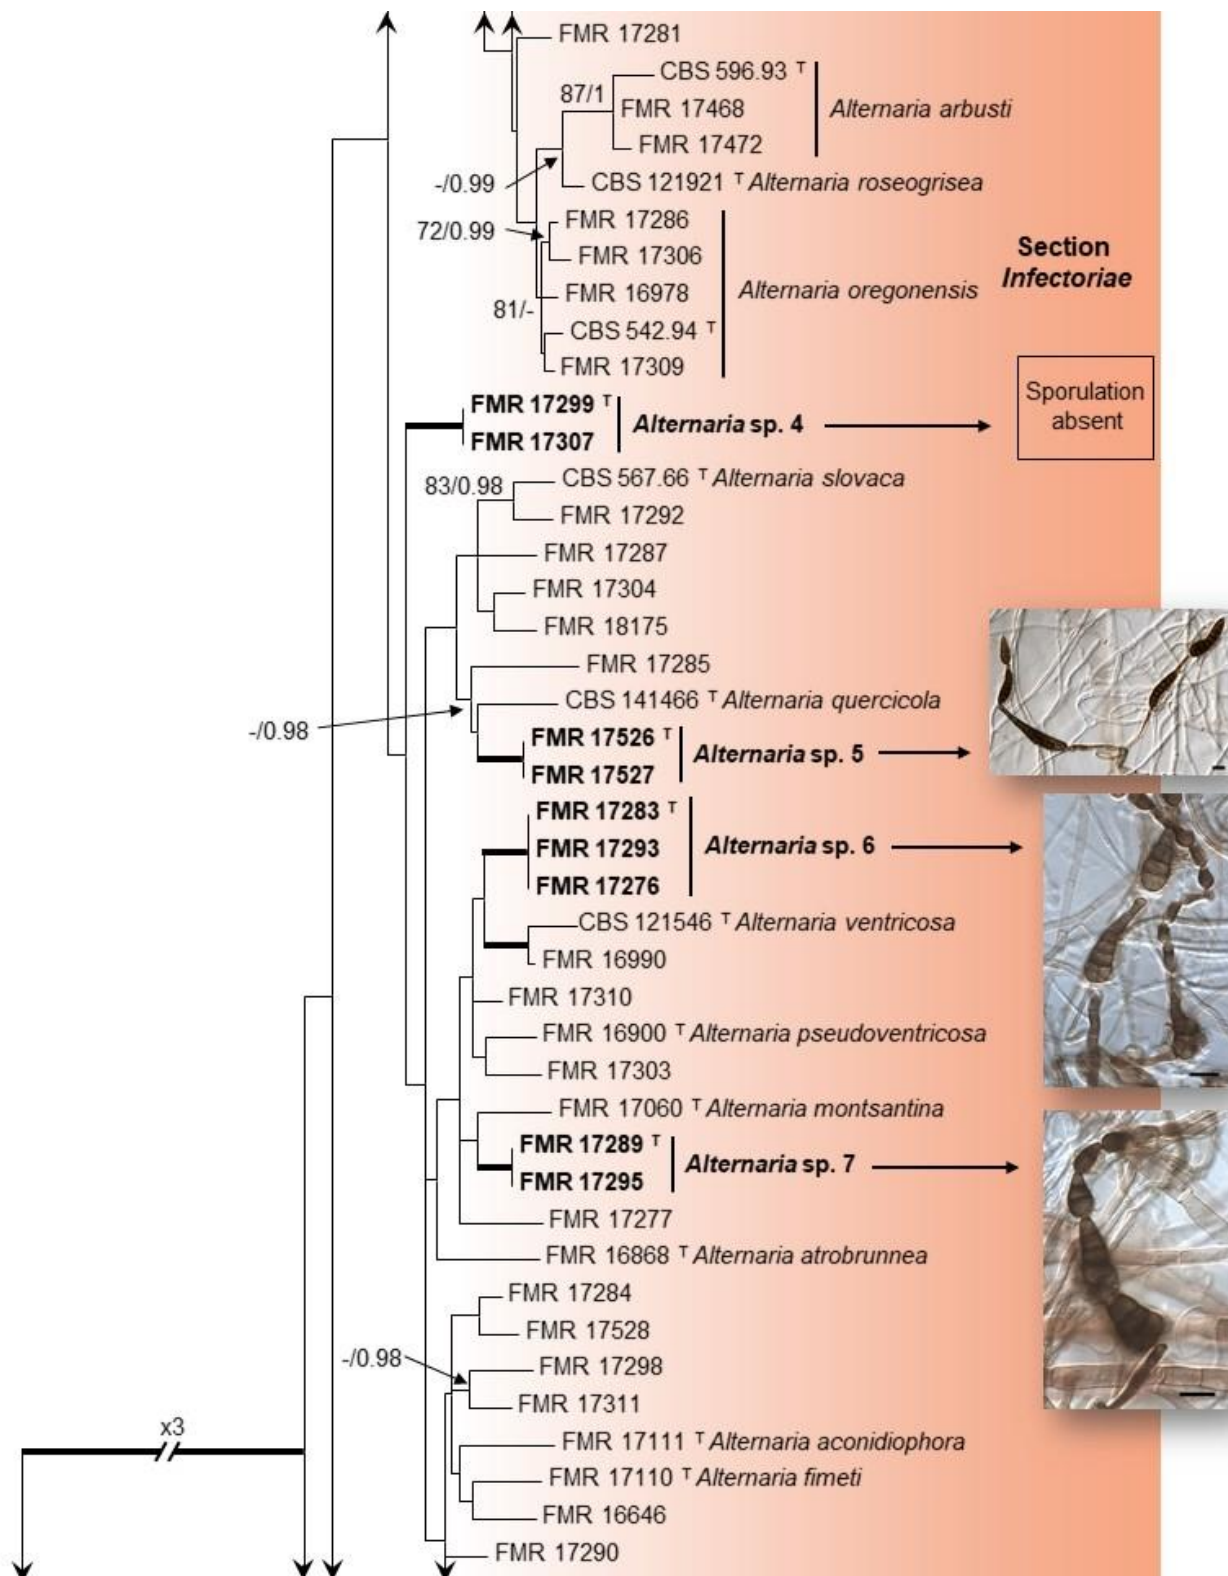 FMR 17281
CBS 596.93 T
87/1
FMR 17468
Alternaria arbusti
FMR 17472
-/0.99
CBS 121921 T Alternaria roseogrisea
FMR 17286
72/0.99
FMR 17306
Section
Infectoriae
FMR 16978
Alternaria oregonensis
81/-
CBS 542.94 T
FMR 17309
Sporulation
absent
FMR 17299 T
Alternaria sp. 4
FMR 17307
83/0.98
CBS 567.66 T Alternaria slovaca
FMR 17292
FMR 17287
FMR 17304
FMR 18175
FMR 17285
CBS 141466 T Alternaria quercicola
-/0.98
FMR 17526 T
Alternaria sp. 5
FMR 17527
FMR 17283 T
FMR 17293
Alternaria sp. 6
FMR 17276
CBS 121546 T Alternaria ventricosa
FMR 16990
FMR 17310
FMR 16900 T Alternaria pseudoventricosa
FMR 17303
FMR 17060 T Alternaria montsantina
FMR 17289 T
Alternaria sp. 7
FMR 17295
FMR 17277
FMR 16868 T Alternaria atrobrunnea
FMR 17284
FMR 17528
-/0.98
FMR 17298
FMR 17311
x3
FMR 17111 T Alternaria aconidiophora
FMR 17110 T Alternaria fimeti
FMR 16646
FMR 17290